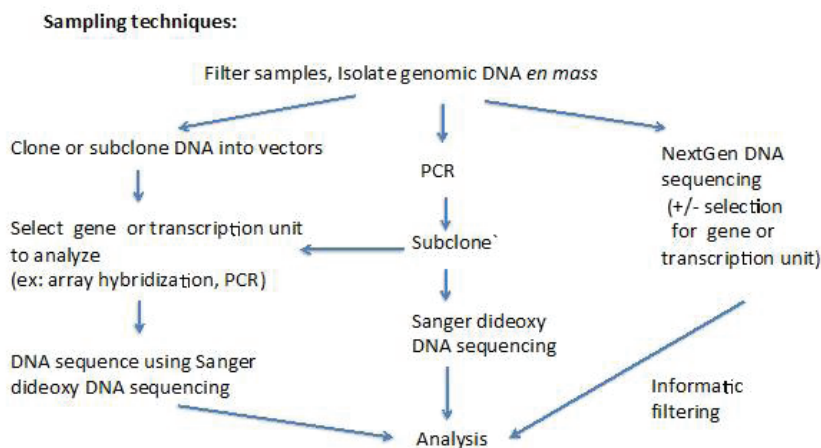 Sampling techniques:
Filter samples, Isolate genomic DNA en mass
Clone or subclone DNA into vectors
Select gene or transcription unit
to analyze
(ex: array hybridization, PCR)
DNA sequence using Sanger
dideoxy DNA sequencing
PCR
Subclone`
Sanger dideoxy
DNA sequencing
NextGen DNA
sequencing
(+/- selection
for gene or
transcription unit)
Informatic
filtering
Analysis